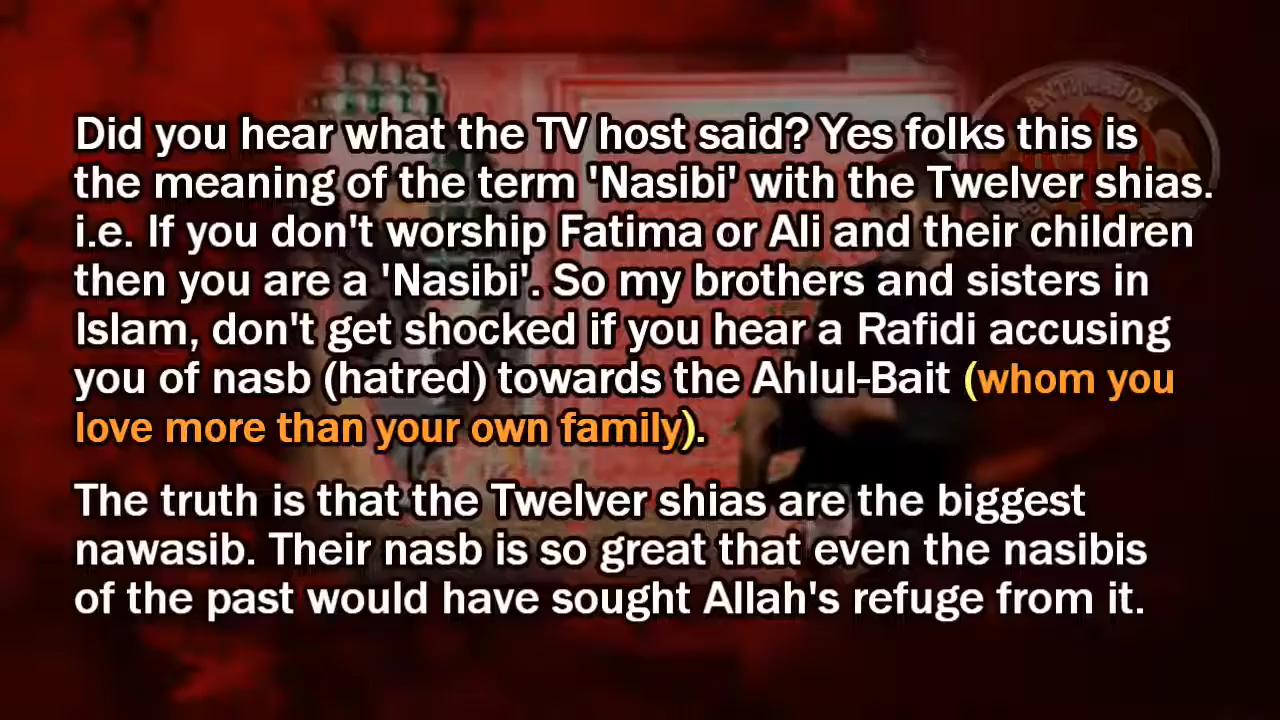 Did you hear what the TV host said? Yes folks this is
the meaning of the term 'Nasibi' with the Twelver shias.
i.e. If you don't worship Fatima or Ali and their children
then you are a 'Nasibi'. So my brothers and sisters in
Islam, don't get shocked if you hear a Rafidi accusing
you of nasb (hatred) towards the Ahlul-Bait (whom you
love more than your own family).
The truth is that the Twelver shias are the biggest
nawasib. Their nasb is so great that even the nasibis
of the past would have sought Allah's refuge from it.
ANTI MAJOS